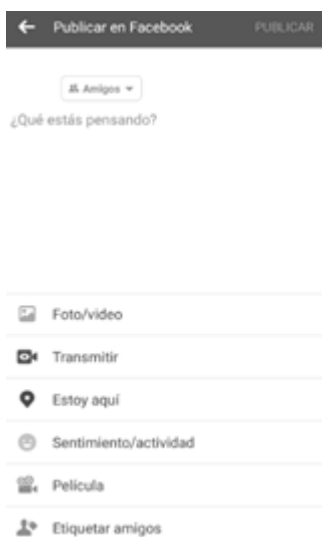 Publicar en Facebook PUBLICAR
Amigos
¿Qué estás pensando?
Foto/video
Transmitir
Estoy aquí
Sentimiento/actividad
Película
Etiquetar amigos